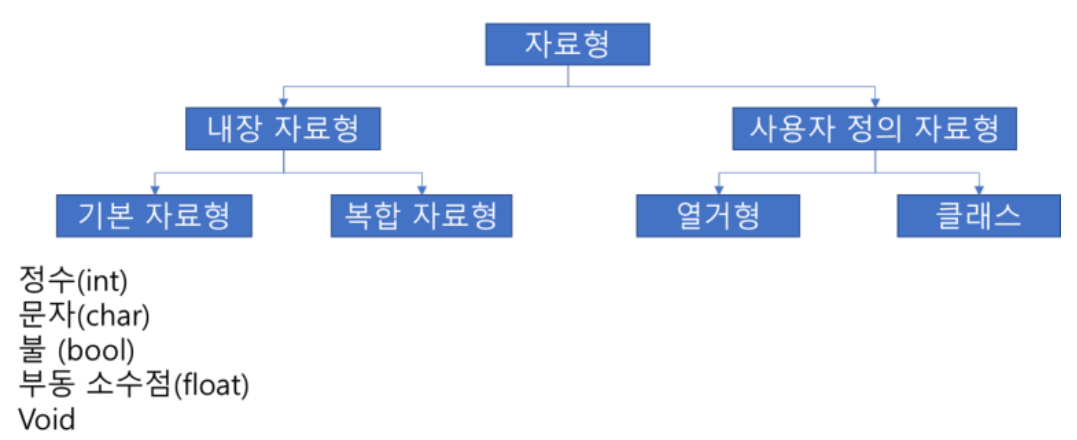 자료형
내장 자료형
사용자 정의 자료형
기본 자료형
복합 자료형
열거형
클래스
정수(int)
문자(char)
불 (bool)
부동 소수점(float)
Void